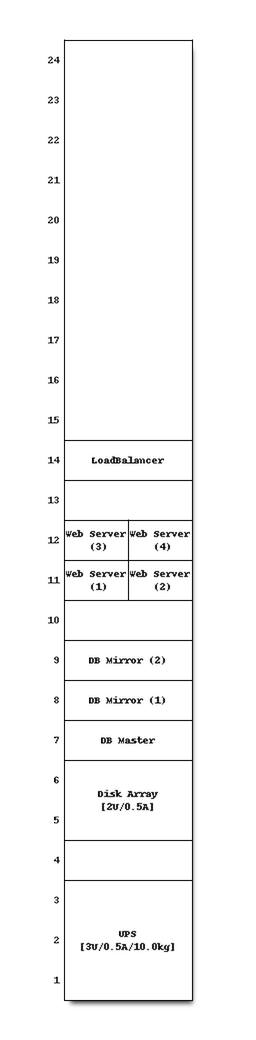 24
23
22
21
20
19
18
17
16
15
14 LoadBalancer
13
12 Web Server (3) Web Server (4)
11 Web Server (1) Web Server (2)
10
9 DB Mirror (2)
8 DB Mirror (1)
7 DB Master
6
Disk Array
[2U/0.5A]
5
4
3
UPS
2
[3U/0.5A/10.0kg]
1